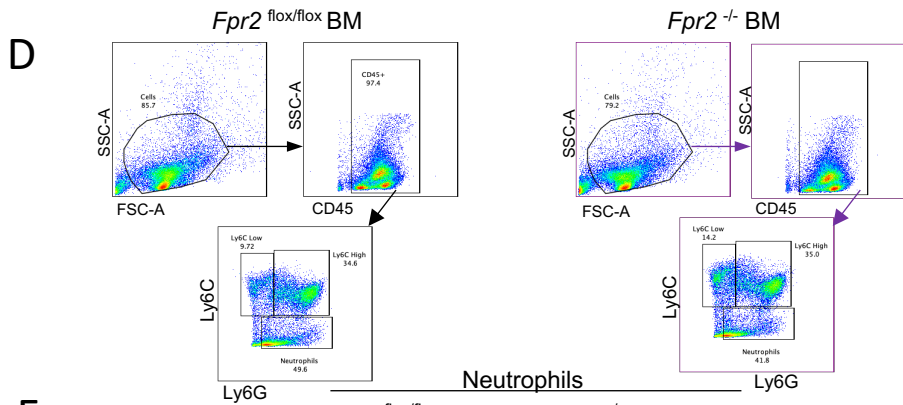 D
Fpr2 flox/flox BM
Fpr2 -/- BM
SSC-A
Cells
85.7
FSC-A
SSC-A
CD45+
97.4
CD45
SSC-A
Cells
79.2
FSC-A
SSC-A
CD45
Ly6C
Ly6C Low
9.72
Ly6C High
34.6
Neutrophils
49.6
Ly6G
Ly6C
Ly6C Low
14.2
Ly6C High
35.0
Neutrophils
41.8
Ly6G
Neutrophils